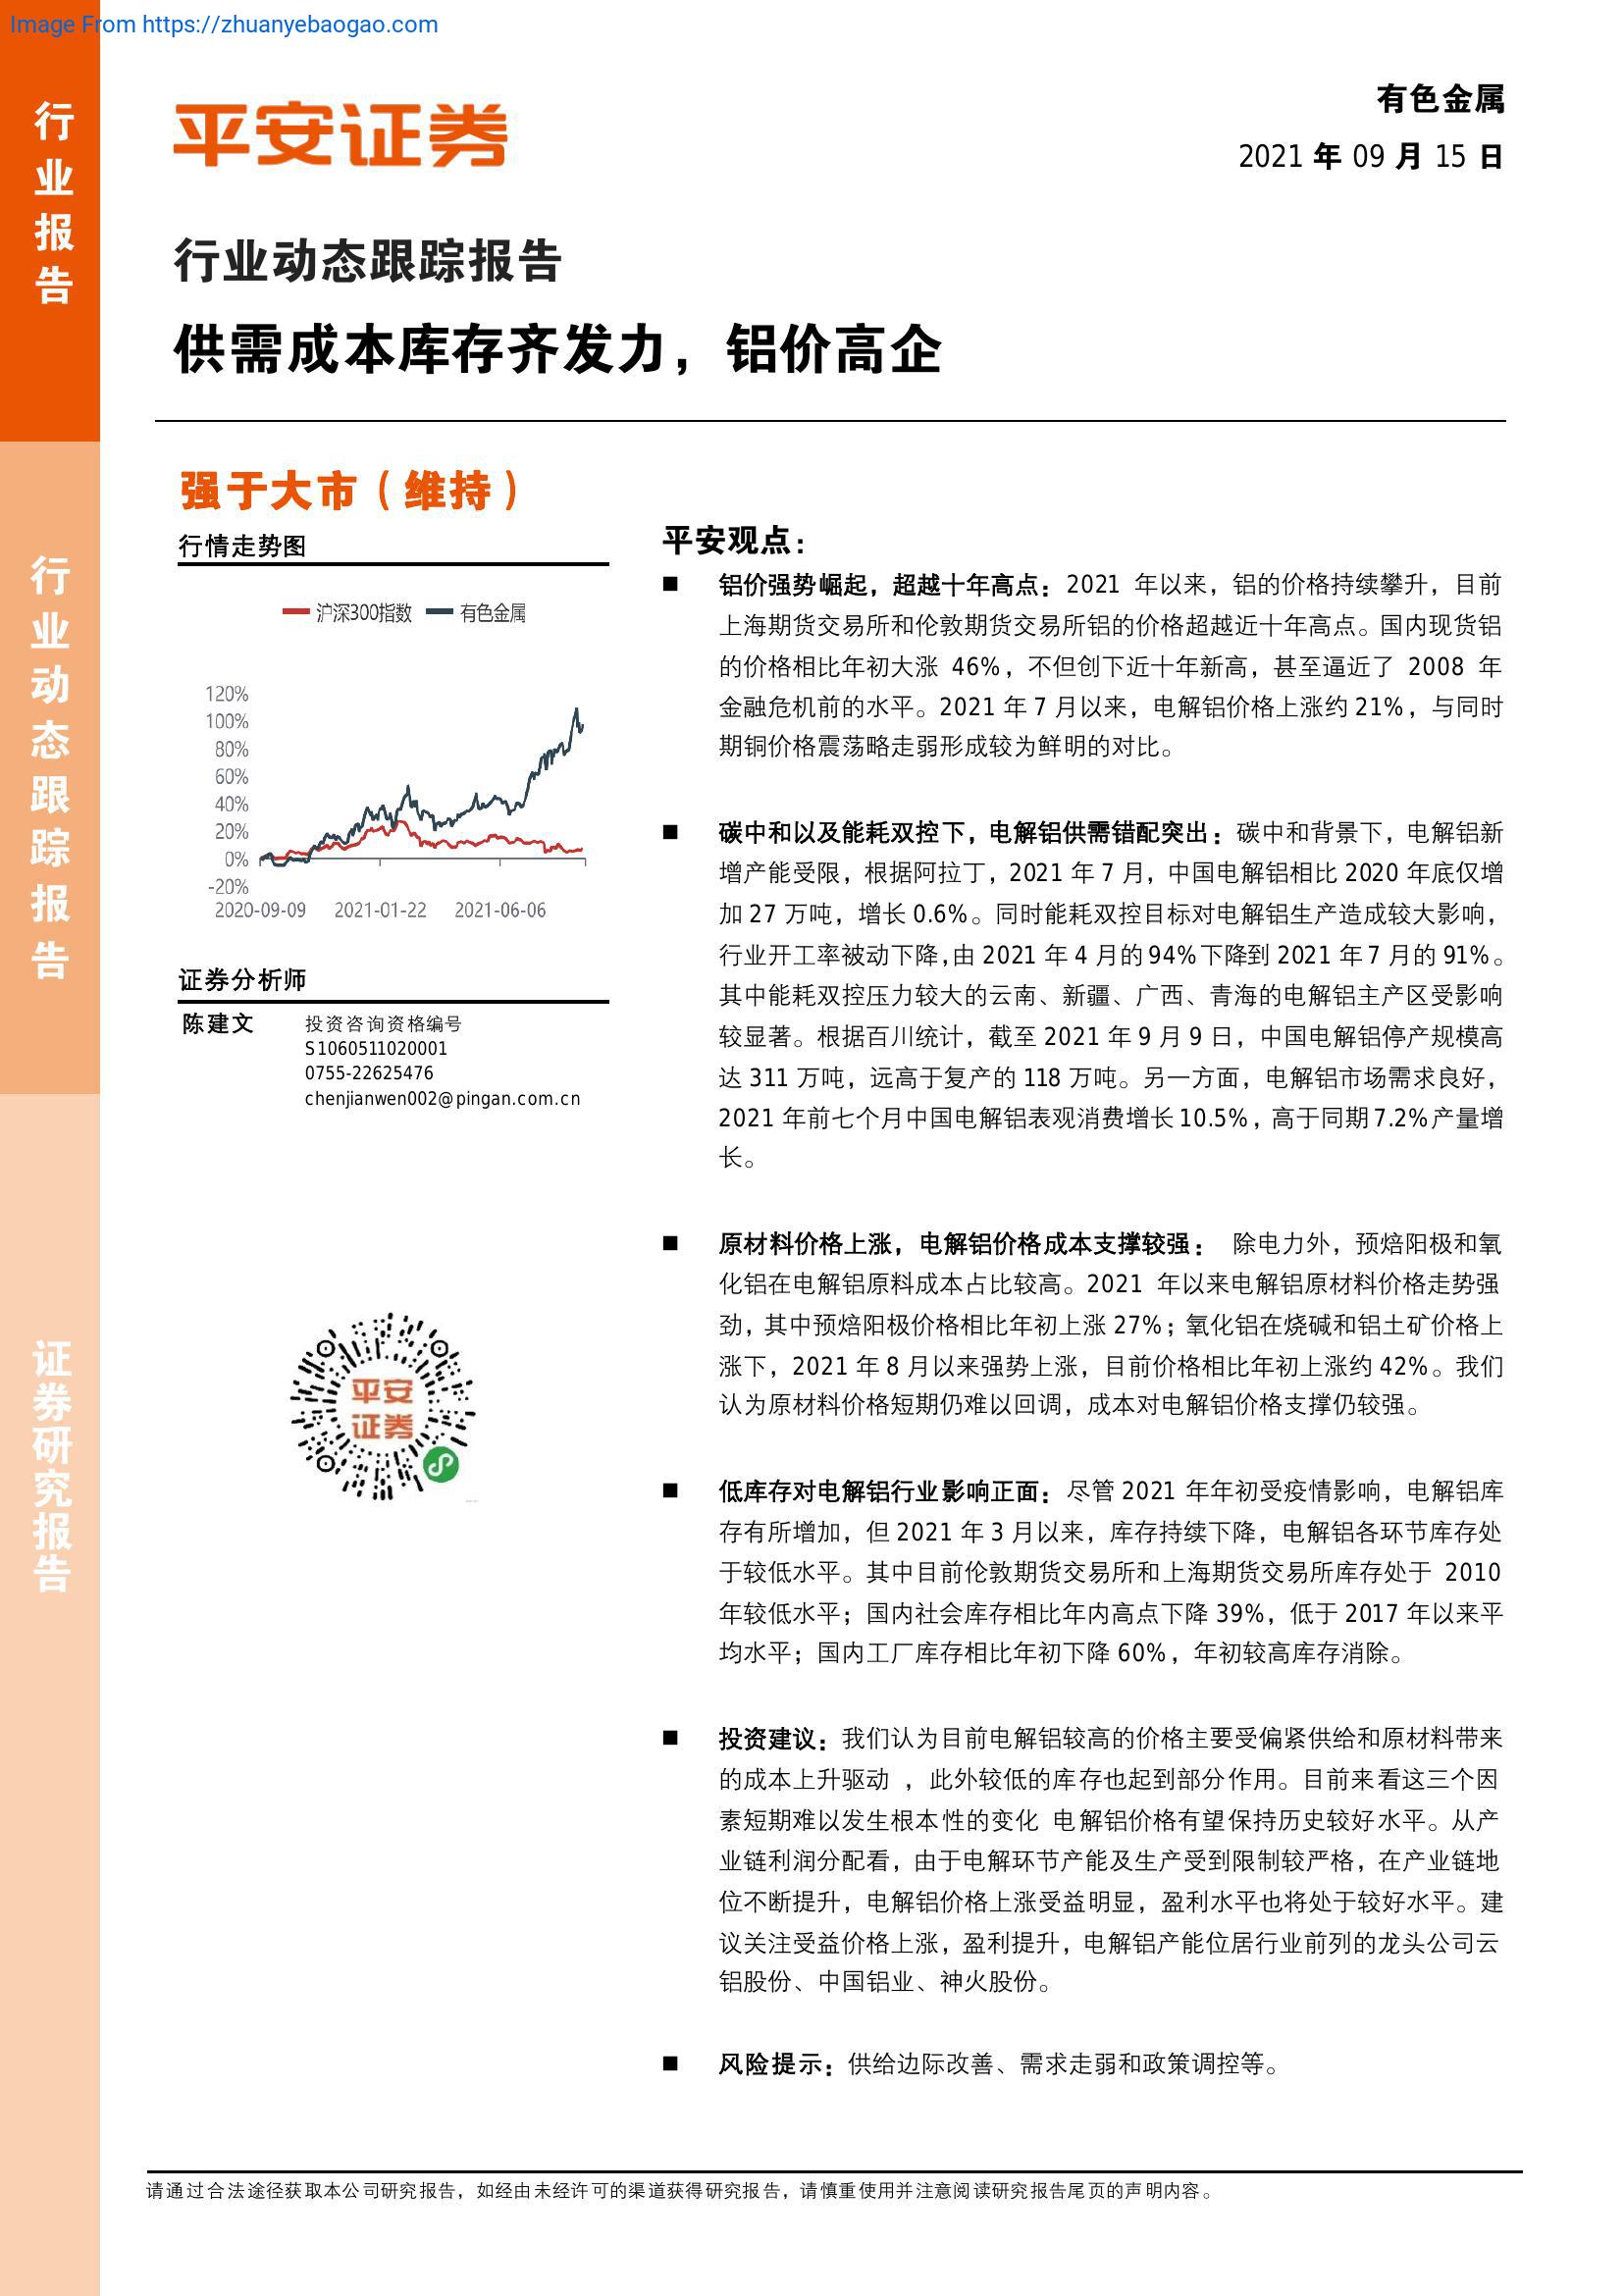 Image From https://zhuanyebaogao.com
行业报告
行业动态跟踪报告
证券研究报告
平安证券
有色金属
2021 年 09 月 15 日
行业动态跟踪报告
供需成本库存齐发力，铝价高企
强于大市（维持）
行情走势图
沪深300指数 有色金属
120%
100%
80%
60%
40%
20%
0%
-20%
2020-09-09 2021-01-22 2021-06-06
证券分析师
陈建文 投资咨询资格编号
S1060511020001
0755-22625476
chenjianwen002@pingan.com.cn
平安
证券
平安观点：
■ 铝价强势崛起，超越十年高点：2021 年以来，铝的价格持续攀升，目前
上海期货交易所和伦敦期货交易所铝的价格超越近十年高点。国内现货铝
的价格相比年初大涨 46%，不但创下近十年新高，甚至逼近了 2008 年
金融危机前的水平。2021 年 7 月以来，电解铝价格上涨约 21%，与同时
期铜价格震荡略走弱形成较为鲜明的对比。
■ 碳中和以及能耗双控下，电解铝供需错配突出：碳中和背景下，电解铝新
增产能受限，根据阿拉丁，2021 年 7 月，中国电解铝相比 2020 年底仅增
加 27 万吨，增长 0.6%。同时能耗双控目标对电解铝生产造成较大影响，
行业开工率被动下降，由 2021 年 4 月的 94%下降到 2021 年 7 月的 91%。
其中能耗双控压力较大的云南、新疆、广西、青海的电解铝主产区受影响
较显著。根据百川统计，截至 2021 年 9 月 9 日，中国电解铝停产规模高
达 311 万吨，远高于复产的 118 万吨。另一方面，电解铝市场需求良好，
2021 年前七个月中国电解铝表观消费增长 10.5%，高于同期 7.2%产量增
长。
■ 原材料价格上涨，电解铝价格成本支撑较强： 除电力外，预焙阳极和氧
化铝在电解铝原料成本占比较高。2021 年以来电解铝原材料价格走势强
劲，其中预焙阳极价格相比年初上涨 27%；氧化铝在烧碱和铝土矿价格上
涨下，2021 年 8 月以来强势上涨，目前价格相比年初上涨约 42%。我们
认为原材料价格短期仍难以回调，成本对电解铝价格支撑仍较强。
■ 低库存对电解铝行业影响正面：尽管 2021 年年初受疫情影响，电解铝库
存有所增加，但 2021 年 3 月以来，库存持续下降，电解铝各环节库存处
于较低水平。其中目前伦敦期货交易所和上海期货交易所库存处于 2010
年较低水平；国内社会库存相比年内高点下降 39%，低于 2017 年以来平
均水平；国内工厂库存相比年初下降 60%，年初较高库存消除。
■ 投资建议：我们认为目前电解铝较高的价格主要受偏紧供给和原材料带来
的成本上升驱动 ，此外较低的库存也起到部分作用。目前来看这三个因
素短期难以发生根本性的变化 电解铝价格有望保持历史较好水平。从产
业链利润分配看，由于电解环节产能及生产受到限制较严格，在产业链地
位不断提升，电解铝价格上涨受益明显，盈利水平也将处于较好水平。建
议关注受益价格上涨，盈利提升，电解铝产能位居行业前列的龙头公司云
铝股份、中国铝业、神火股份。
■ 风险提示：供给边际改善、需求走弱和政策调控等。
请通过合法途径获取本公司研究报告，如经由未经许可的渠道获得研究报告，请慎重使用并注意阅读研究报告尾页的声明内容。